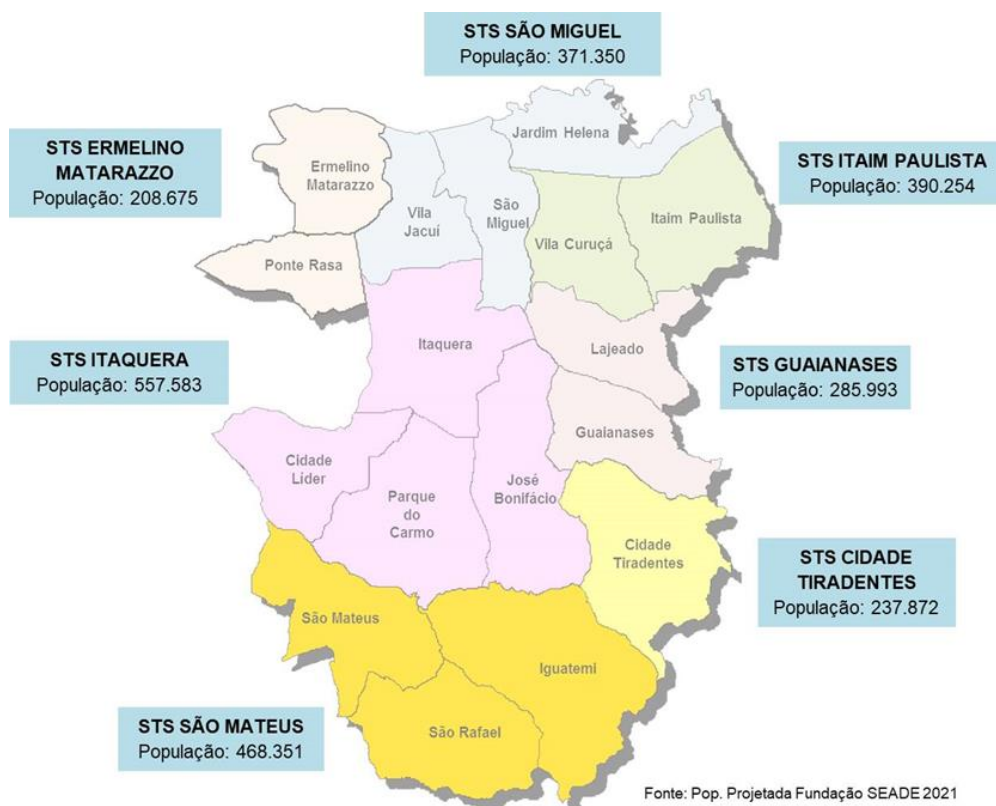 STS SÃO MIGUEL
População: 371.350
STS ERMELINO
MATARAZZO
População: 208.675
STS ITAIM PAULISTA
População: 390.254
Jardim Helena
Ermelino
Matarazzo
Vila
Jacuí
São
Miguel
Vila Curuçá
Itaim Paulista
Ponte Rasa
STS ITAQUERA
População: 557.583
Itaquera
Lajeado
STS GUAIANASES
População: 285.993
Guaianases
Cidade
Líder
Parque
do
Carmo
José
Bonifácio
Cidade
Tiradentes
STS CIDADE
TIRADENTES
População: 237.872
São Mateus
Iguatemi
São Rafael
STS SÃO MATEUS
População: 468.351
Fonte: Pop. Projetada Fundação SEADE 2021